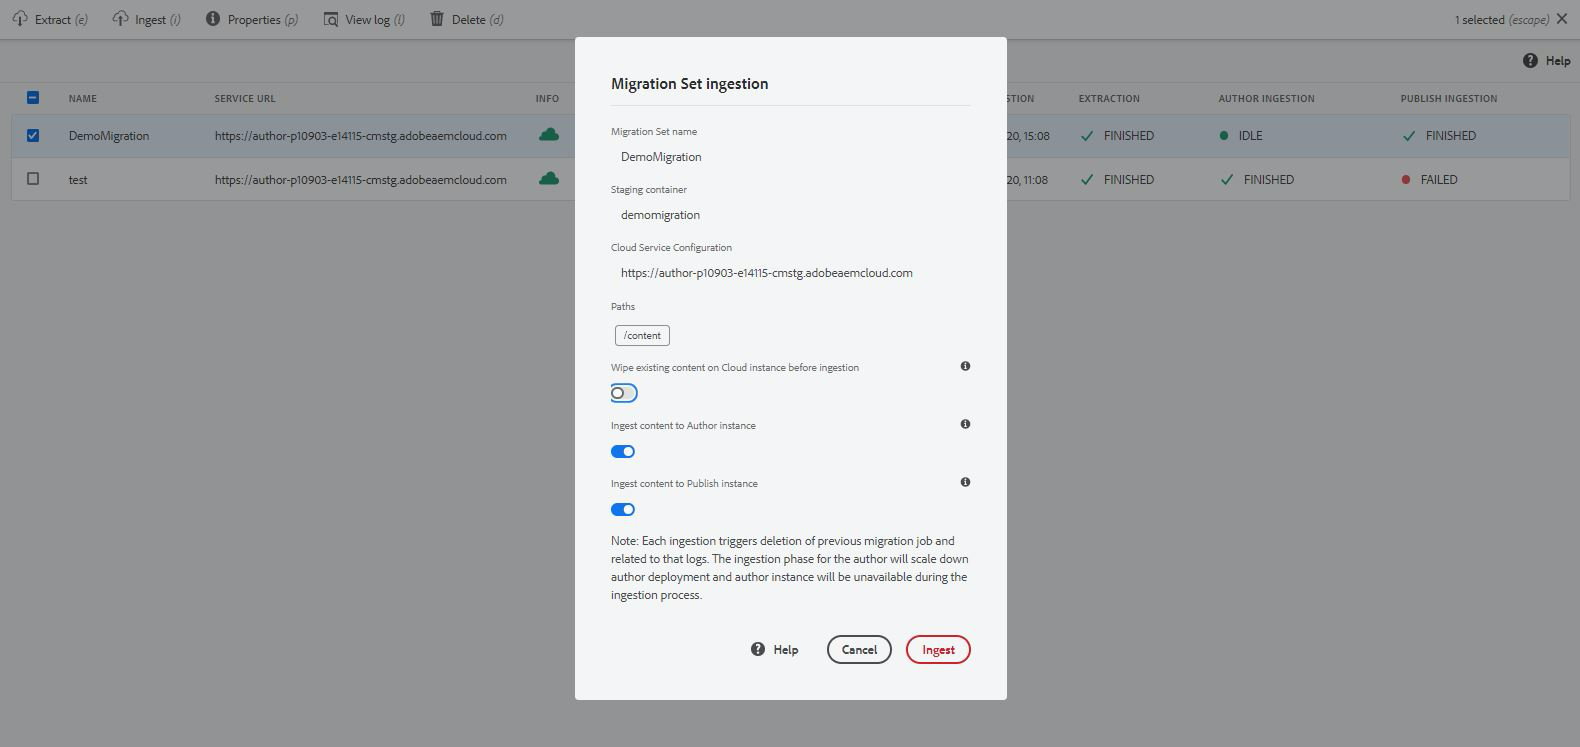 Extract (e) Ingest (i) Properties (p) View log (l) Delete (d) 1 selected (escape)
Help
NAME SERVICE URL INFO STION EXTRACTION AUTHOR INGESTION PUBLISH INGESTION
DemoMigration https://author-p10903-e14115-cmstg.adobeaemcloud.com 20, 15:08 FINISHED IDLE FINISHED
test https://author-p10903-e14115-cmstg.adobeaemcloud.com 20, 11:08 FINISHED FINISHED FAILED
Migration Set ingestion
Migration Set name
DemoMigration
Staging container
demomigration
Cloud Service Configuration
https://author-p10903-e14115-cmstg.adobeaemcloud.com
Paths
/content
Wipe existing content on Cloud instance before ingestion
Ingest content to Author instance
Ingest content to Publish instance
Note: Each ingestion triggers deletion of previous migration job and
related to that logs. The ingestion phase for the author will scale down
author deployment and author instance will be unavailable during the
ingestion process.
Help Cancel Ingest